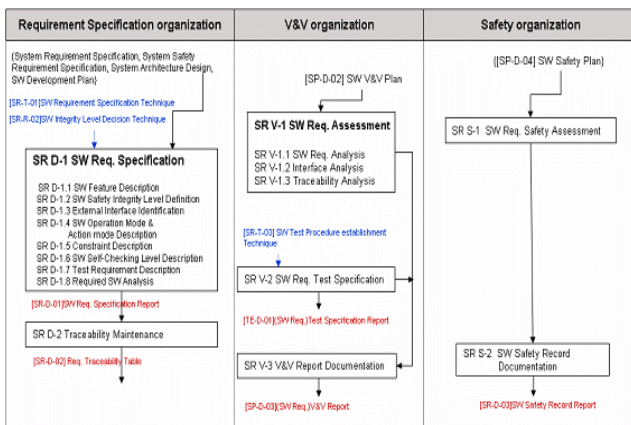 Requirement Specification organization
{System Requirement Specification, System Safety
Requirement Specification, System Architecture Design,
SW Development Plan}
[SR-T-01]SW Requirement Specification Technique
[SR-R-02]SW Integrity Level Decision Technique
SR D-1 SW Req. Specification
SR D-1.1 SW Feature Description
SR D-1.2 SW Safety Integrity Level Definition
SR D-1.3 External Interface Identification
SR D-1.4 SW Operation Mode &
Action mode Description
SR D-1.5 Constraint Description
SR D-1.6 SW Self-Checking Level Description
SR D-1.7 Test Requirement Description
SR D-1.8 Required SW Analysis
[SR-D-01]SW Req. Specification Report
SR D-2 Traceability Maintenance
[SR-D-02] Req. Traceability Table
V&V organization
[SP-D-02] SW V&V Plan
SR V-1 SW Req. Assessment
SR V-1.1 SW Req. Analysis
SR V-1.2 Interface Analysis
SR V-1.3 Traceability Analysis
[SR-T-03] SW Test Procedure establishment
Technique
SR V-2 SW Req. Test Specification
[TE-D-01](SW Req.)Test Specification Report
SR V-3 V&V Report Documentation
[SP-D-03](SW Req.)V&V Report
Safety organization
{[SP-D-04] SW Safety Plan}
SR S-1 SW Req. Safety Assessment
SR S-2 SW Safety Record
Documentation
[SR-D-03]SW Safety Record Report